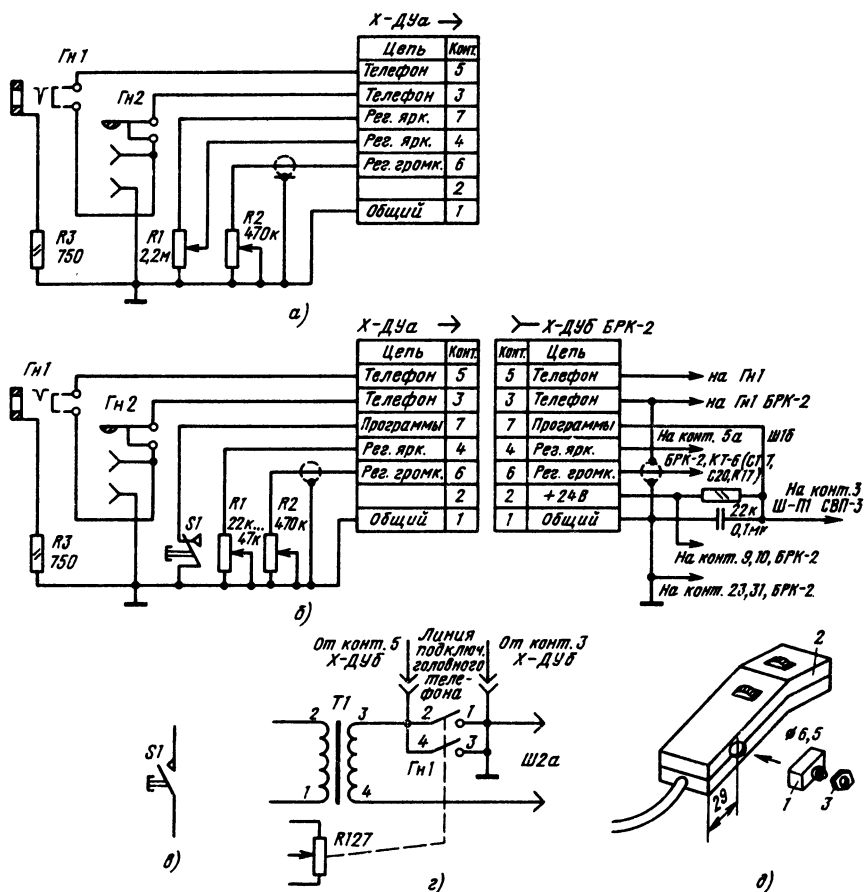 Х-ДУа →
Цепь Конт.
Телефон 5
Телефон 3
Рег. ярк. 7
Рег. ярк. 4
Рег. громк. 6
2
Общий 1
Гн1
Гн2
R3
750
R1
2,2м
R2
470к
а)
Х-ДУа →
Цепь Конт.
Телефон 5
Телефон 3
Программы 7
Рег. ярк. 4
Рег. громк. 6
2
Общий 1
Гн1
Гн2
R3
750
S1
R1
22к...
47к
R2
470к
Х-ДУб БРК-2
Конт. Цепь
5 Телефон
3 Телефон
7 Программы
4 Рег. ярк.
6 Рег. громк.
2 +24В
1 Общий
на Гн1
на Гн1 БРК-2
На конт. 5а Ш1б
БРК-2, КТ-6 (С17,
С20, К17)
На конт.3
Ш-П1 СВП-3
22к
0,1мк
На конт. 9,10, БРК-2
На конт. 23,31, БРК-2
б)
S1
в)
От конт. 5
Х-ДУб
Линия
подключ.
головного
теле-
фона
От конт. 3
Х-ДУб
T1
2 3
1 4
2 1
4 3
Гн1
Ш2а
R127
г)
2
ϕ6,5
29
1 3
д)